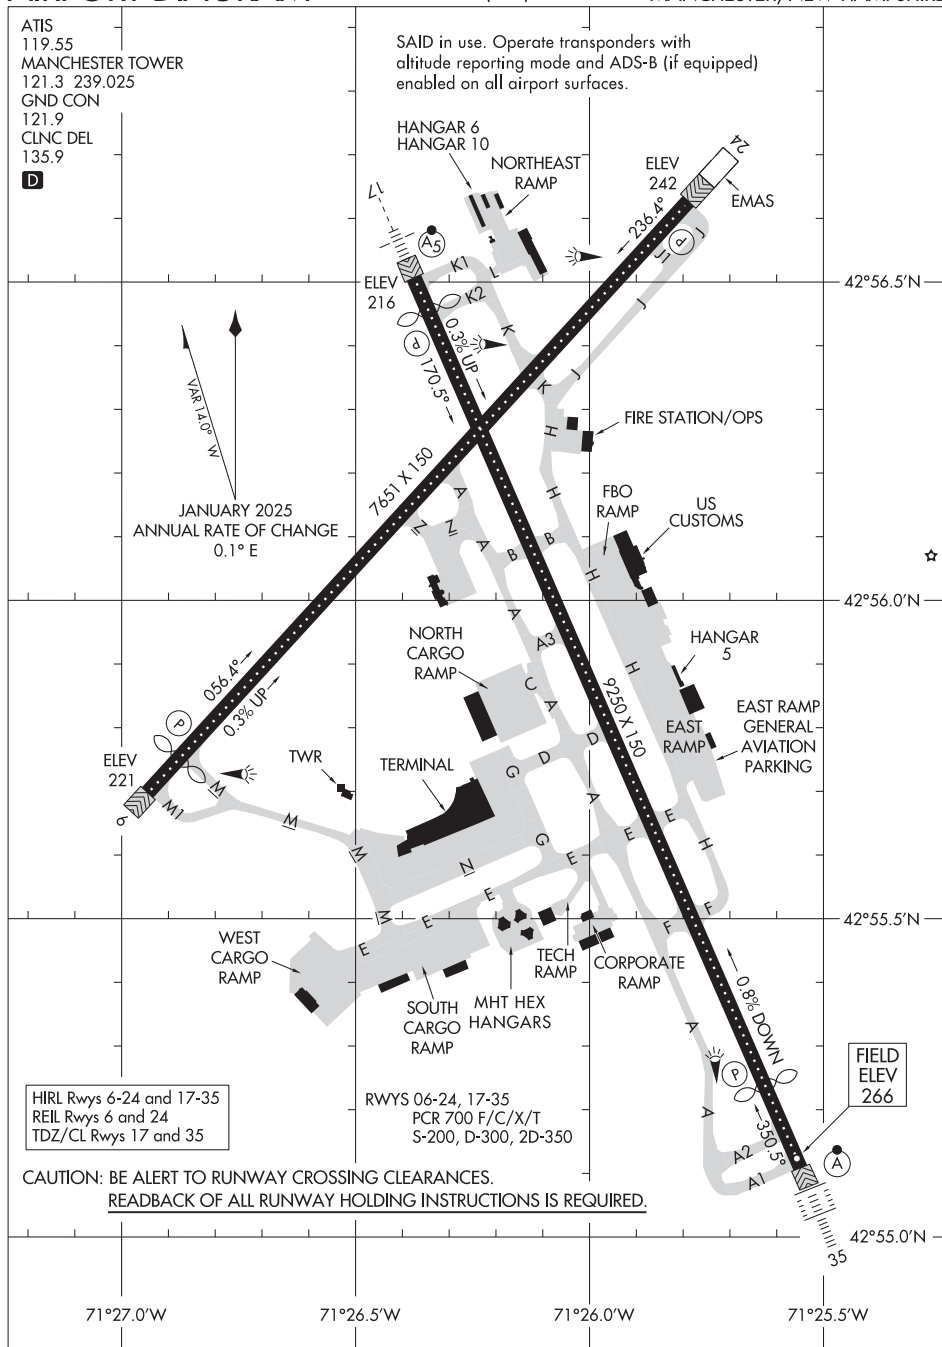 MANCHESTER, NEW HAMPSHIRE
ATIS
119.55
MANCHESTER TOWER
121.3 239.025
GND CON
121.9
CLNC DEL
135.9
D
SAID in use. Operate transponders with
altitude reporting mode and ADS-B (if equipped)
enabled on all airport surfaces.
HANGAR 6
HANGAR 10
NORTHEAST
RAMP
ELEV
242
24
EMAS
236.4°
P
J
J1
J
J
17
A5
K1
L
K2
K
K
ELEV
216
P
0.3% UP
170.5°
42°56.5'N
VAR 14.0° W
JANUARY 2025
ANNUAL RATE OF CHANGE
0.1° E
7651 X 150
H
FIRE STATION/OPS
H
FBO
RAMP
US
CUSTOMS
A
Z
N
A
B
B
H
42°56.0'N
A
A3
NORTH
CARGO
RAMP
C
A
H
HANGAR
5
9250 X 150
EAST
RAMP
EAST RAMP
GENERAL
AVIATION
PARKING
056.4°
0.3% UP
P
ELEV
221
6
M1
M
M
TWR
TERMINAL
G
D
D
A
E
E
H
M
N
G
E
E
M
E
E
F
F
42°55.5'N
WEST
CARGO
RAMP
SOUTH
CARGO
RAMP
MHT HEX
HANGARS
TECH
RAMP
CORPORATE
RAMP
A
0.8% DOWN
FIELD
ELEV
266
P
A
350.5°
A2
A1
A
35
HIRL Rwys 6-24 and 17-35
REIL Rwys 6 and 24
TDZ/CL Rwys 17 and 35
RWYS 06-24, 17-35
PCR 700 F/C/X/T
S-200, D-300, 2D-350
CAUTION: BE ALERT TO RUNWAY CROSSING CLEARANCES.
READBACK OF ALL RUNWAY HOLDING INSTRUCTIONS IS REQUIRED.
42°55.0'N
71°27.0'W
71°26.5'W
71°26.0'W
71°25.5'W